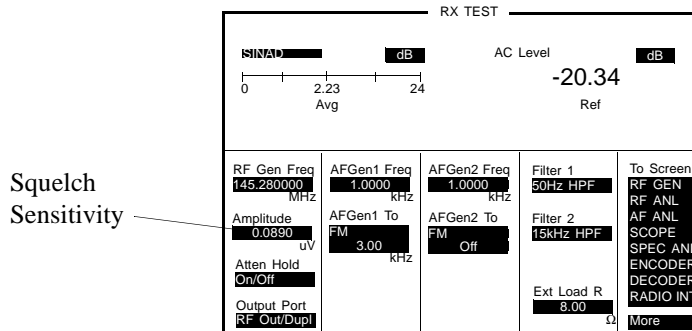 RX TEST
SINAD
dB
AC Level
dB
0
2.23
24
Avg
-20.34
Ref
Squelch
Sensitivity
RF Gen Freq
145.280000
MHz
Amplitude
0.0890
uV
Atten Hold
On/Off
Output Port
RF Out/Dupl
AFGen1 Freq
1.0000
kHz
AFGen1 To
FM
3.00
kHz
AFGen2 Freq
1.0000
kHz
AFGen2 To
FM
Off
Filter 1
50Hz HPF
Filter 2
15kHz HPF
Ext Load R
8.00
Ω
To Screen
RF GEN
RF ANL
AF ANL
SCOPE
SPEC ANL
ENCODER
DECODER
RADIO INT
More